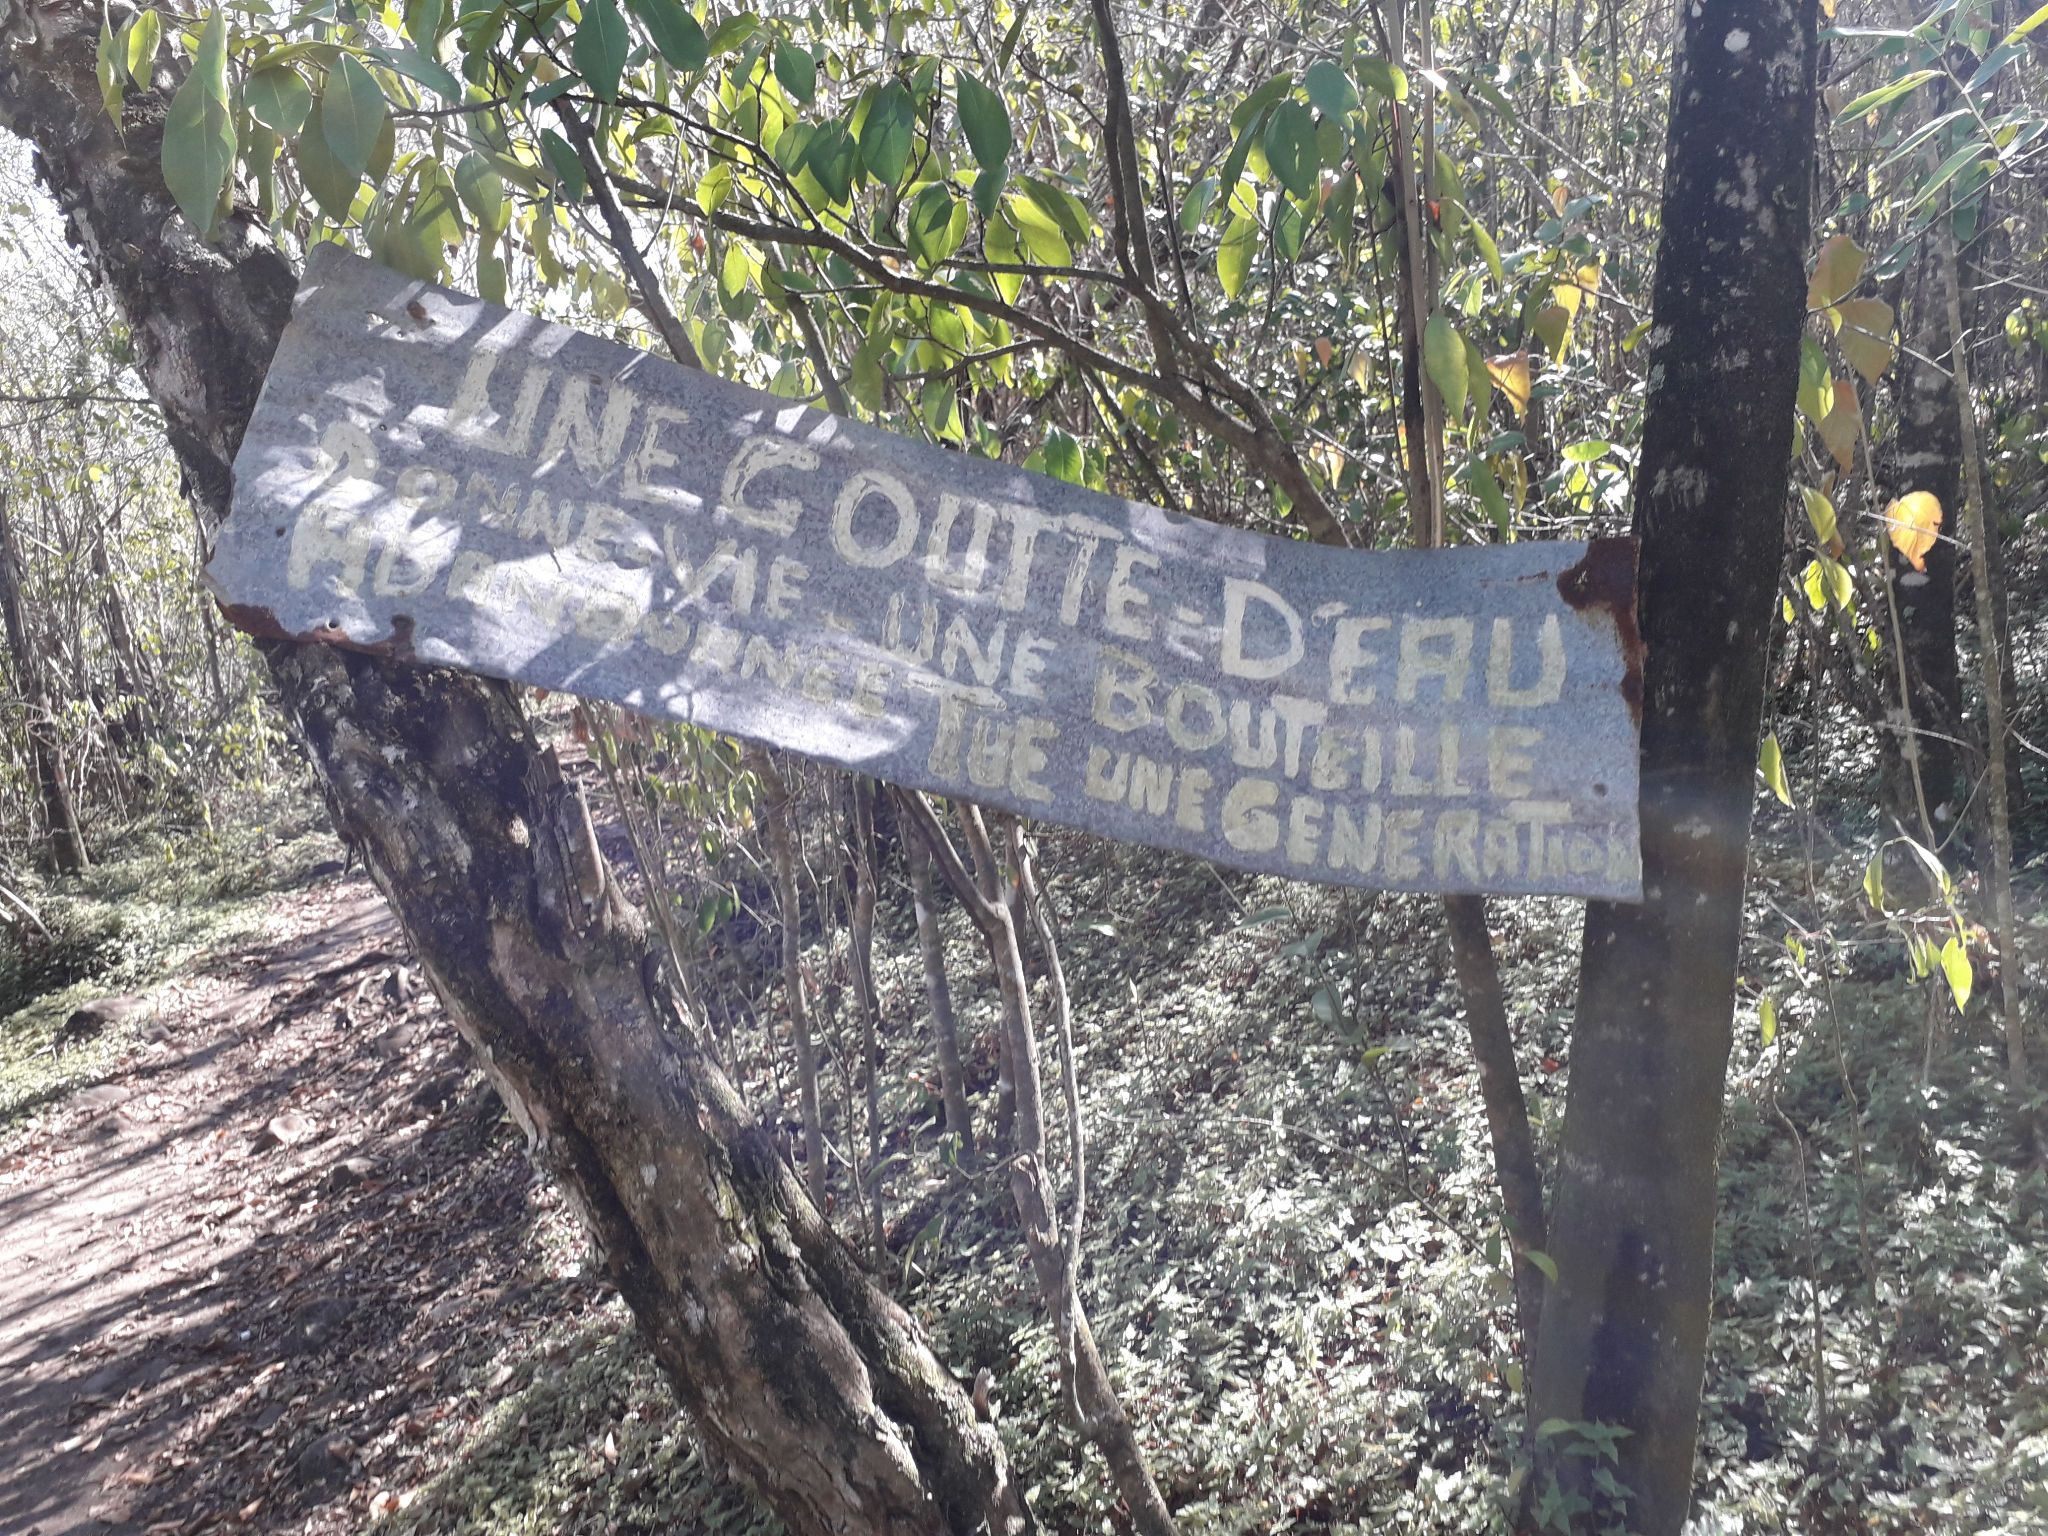 UNE GOUTTE-D'EAU
DONNE-VIE-UNE BOUTEILLE
ABANDONNEE TUE UNE GENERATION